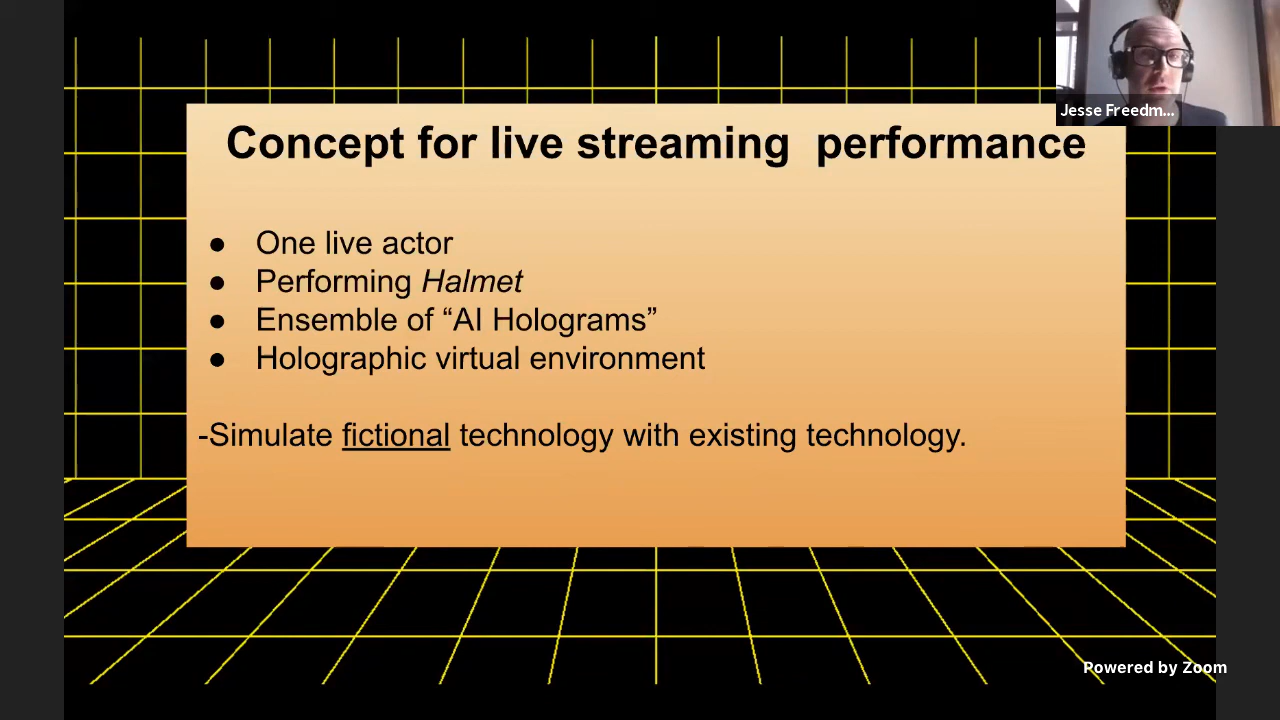 Jesse Freedm...
Concept for live streaming  performance
● One live actor
● Performing Halmet
● Ensemble of “AI Holograms”
● Holographic virtual environment
-Simulate fictional technology with existing technology.
Powered by Zoom